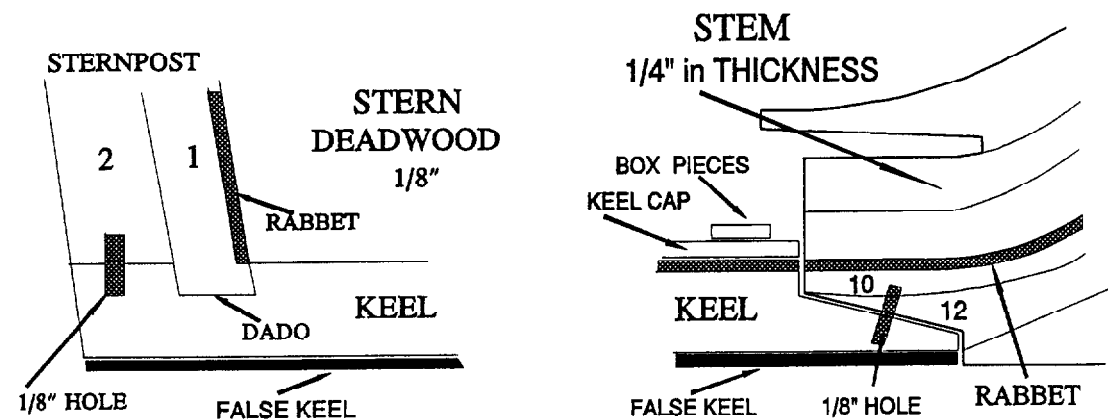 STERNPOST
STERN
DEADWOOD
1/8"
2
1
RABBET
KEEL
DADO
1/8" HOLE
FALSE KEEL
STEM
1/4" in THICKNESS
BOX PIECES
KEEL CAP
10
12
KEEL
FALSE KEEL
1/8" HOLE
RABBET